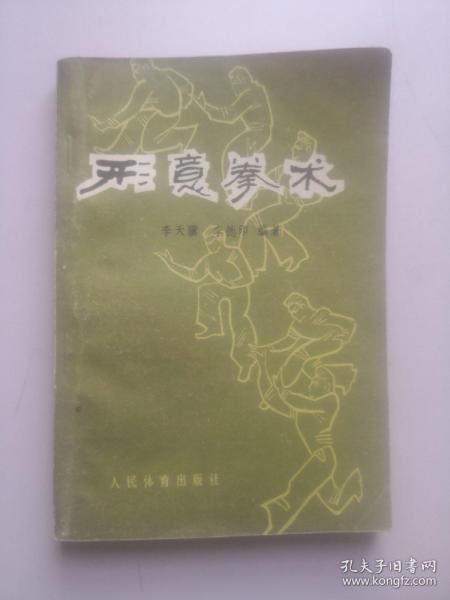 形意拳术
李天骥 李德印 编著
人民体育出版社
孔夫子旧书网
www.kongfz.com